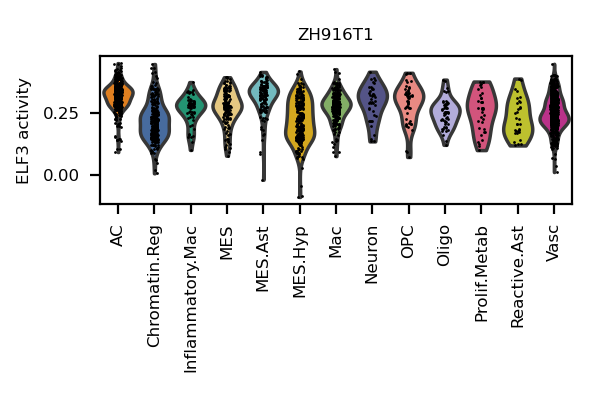 ZH916T1
ELF3 activity
0.25
0.00
AC
Chromatin.Reg
Inflammatory.Mac
MES
MES.Ast
MES.Hyp
Mac
Neuron
OPC
Oligo
Prolif.Metab
Reactive.Ast
Vasc